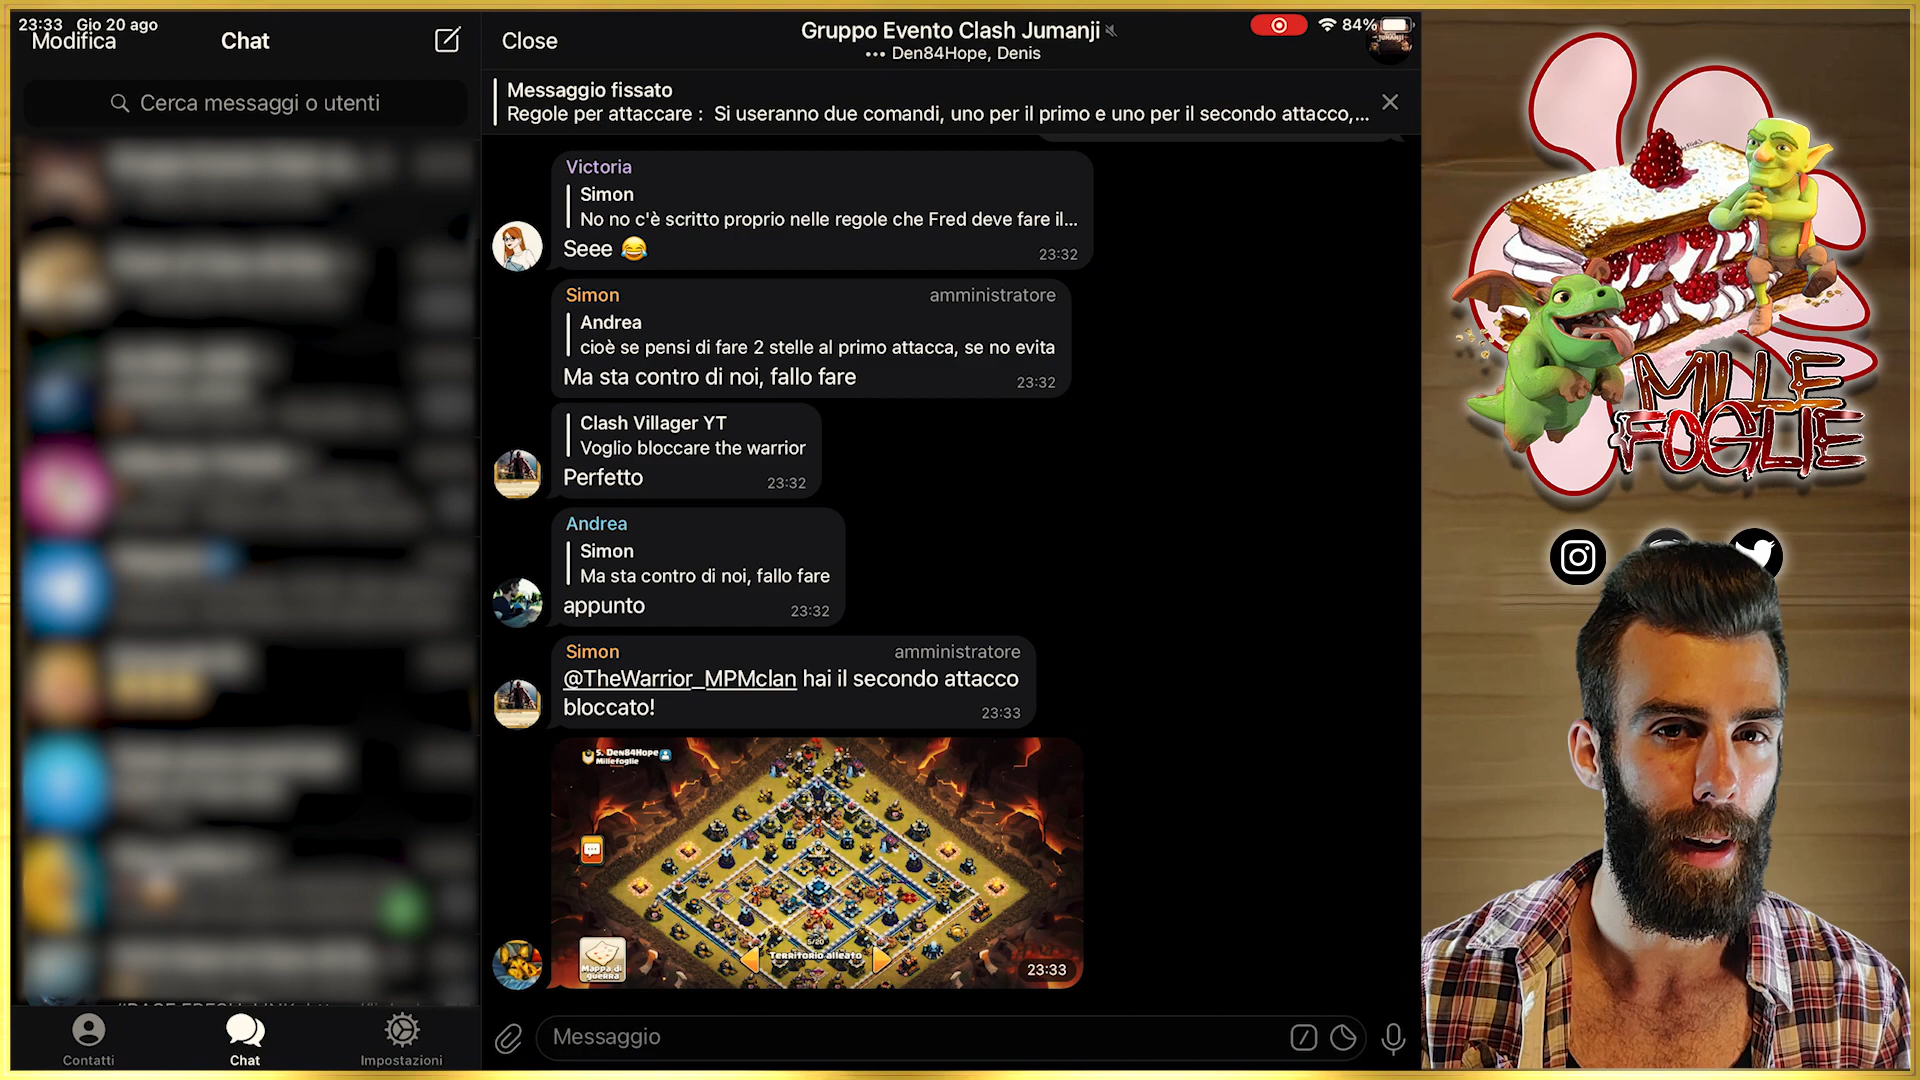 23:33 Gio 20 ago
84%
Modifica
Chat
Cerca messaggi o utenti
Contatti
Chat
Impostazioni
Close
Gruppo Evento Clash Jumanji
••• Den84Hope, Denis
Messaggio fissato
Regole per attaccare : Si useranno due comandi, uno per il primo e uno per il secondo attacco,...
Victoria
Simon
No no c'è scritto proprio nelle regole che Fred deve fare il...
Seee 😂
23:32
Simon amministratore
Andrea
cioè se pensi di fare 2 stelle al primo attacca, se no evita
Ma sta contro di noi, fallo fare
23:32
Clash Villager YT
Voglio bloccare the warrior
Perfetto
23:32
Andrea
Simon
Ma sta contro di noi, fallo fare
appunto
23:32
Simon amministratore
@TheWarrior_MPMclan hai il secondo attacco
bloccato!
23:33
5. Den84Hope
Millefoglie
5/20
Territorio alleato
Mappa di
guerra
23:33
Messaggio
MILLE
FOGLIE